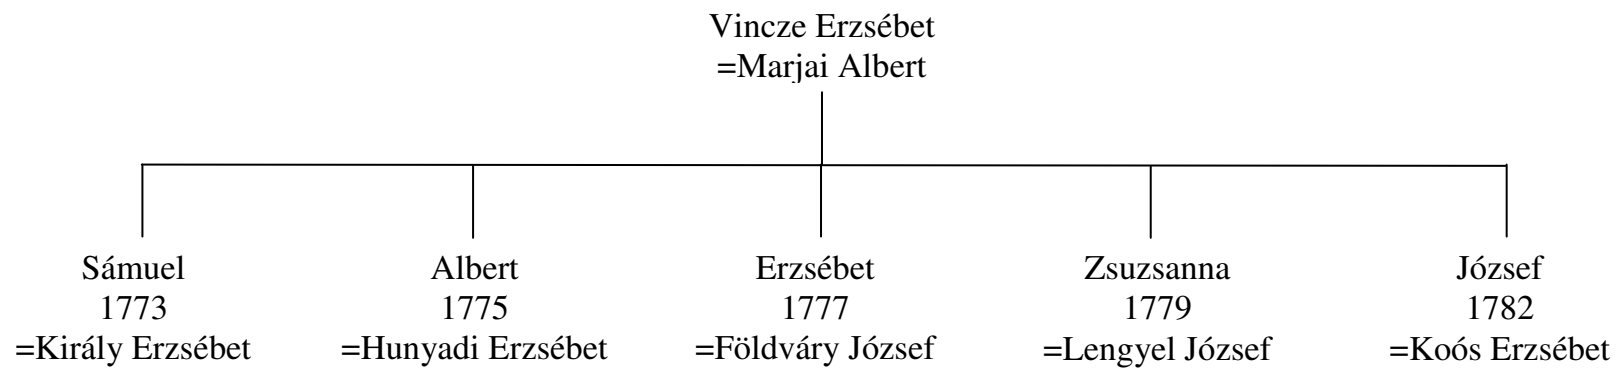 Vincze Erzsébet
=Marjai Albert
Sámuel
1773
=Király Erzsébet
Albert
1775
=Hunyadi Erzsébet
Erzsébet
1777
=Földváry József
Zsuzsanna
1779
=Lengyel József
József
1782
=Koós Erzsébet